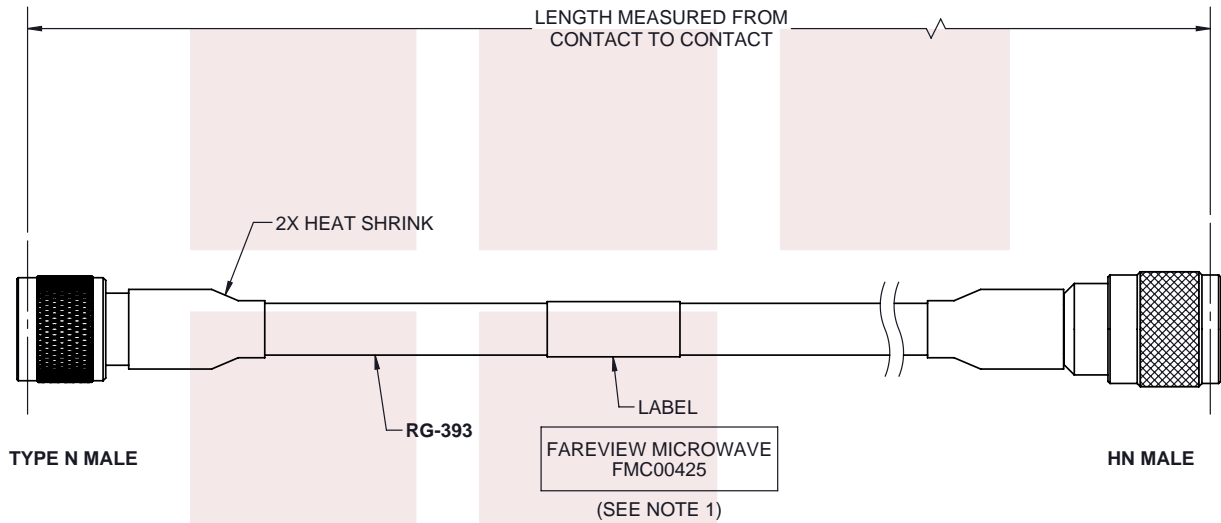 LENGTH MEASURED FROM
CONTACT TO CONTACT
2X HEAT SHRINK
LABEL
RG-393
FAREVIEW MICROWAVE
FMC00425
TYPE N MALE
HN MALE
(SEE NOTE 1)